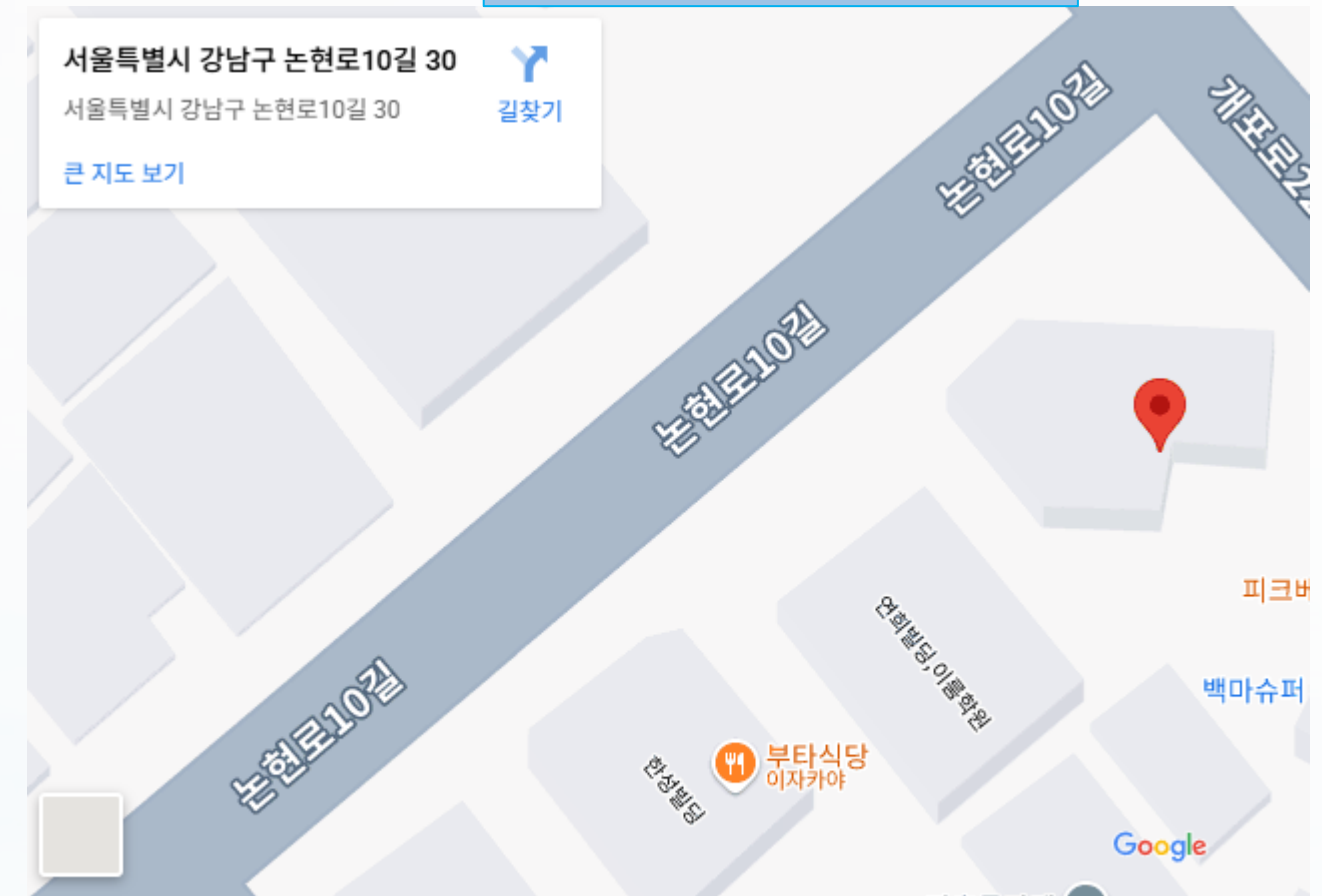 서울특별시 강남구 논현로10길 30
서울특별시 강남구 논현로10길 30
길찾기
큰 지도 보기
논현로10길
논현로10길
논현로10길
연희빌딩,이룸학원
한성빌딩
부타식당
이자카야
백마슈퍼
Google